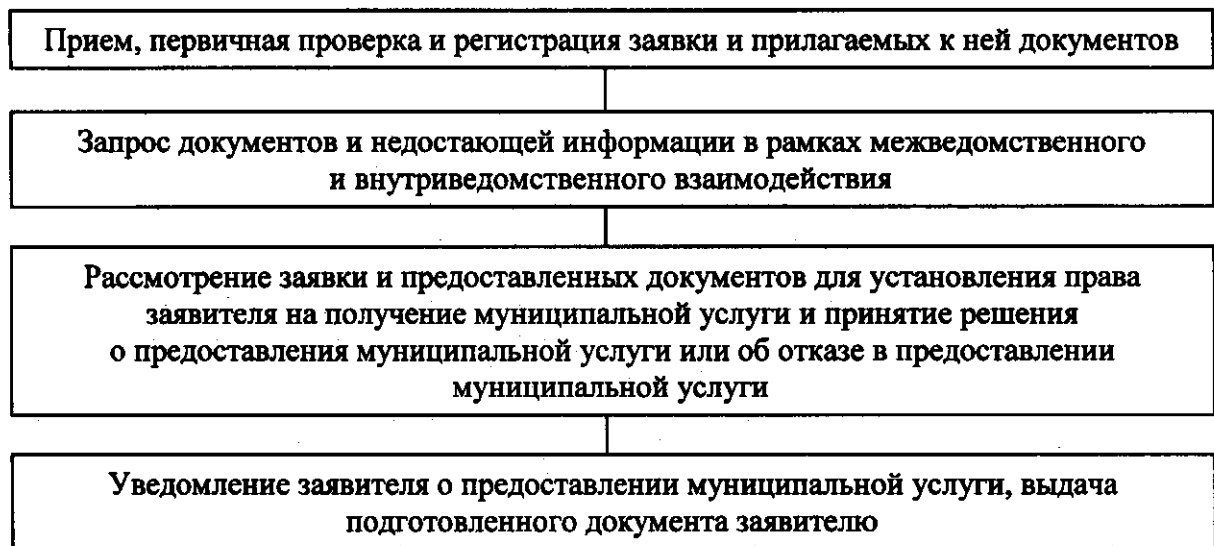 Прием, первичная проверка и регистрация заявки и прилагаемых к ней документов
Запрос документов и недостающей информации в рамках межведомственного
и внутриведомственного взаимодействия
Рассмотрение заявки и предоставленных документов для установления права
заявителя на получение муниципальной услуги и принятие решения
о предоставления муниципальной услуги или об отказе в предоставлении
муниципальной услуги
Уведомление заявителя о предоставлении муниципальной услуги, выдача
подготовленного документа заявителю